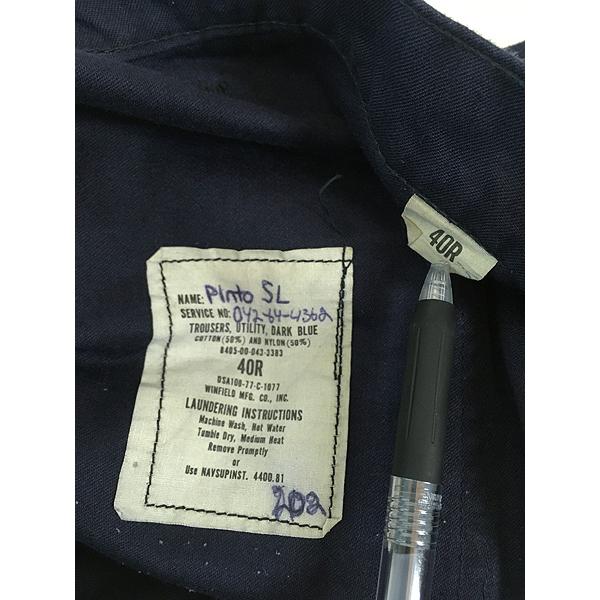 40R
NAME: Pinto SL
SERVICE NO: 042-64-4362
TROUSERS, UTILITY, DARK BLUE
COTTON (50%) AND NYLON (50%)
8405-00-043-3383
40R
DSA100-77-C-1077
WINFIELD MFG. CO., INC.
LAUNDERING INSTRUCTIONS
Machine Wash, Hot Water
Tumble Dry, Medium Heat
Remove Promptly
or
Use NAVSUPINST. 4400.81
202